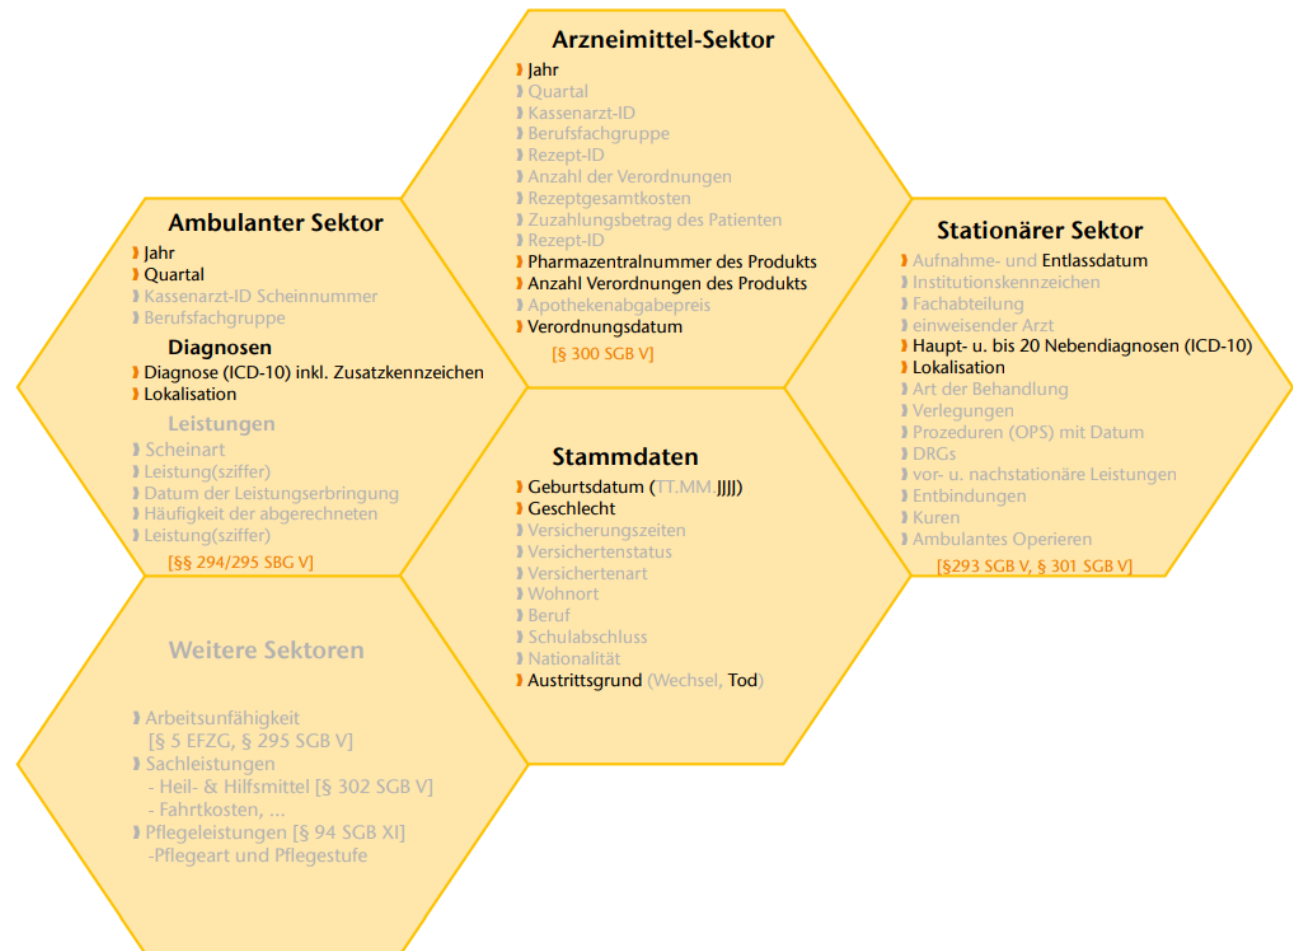 Arzneimittel-Sektor
Jahr
Quartal
Kassenarzt-ID
Berufsfachgruppe
Rezept-ID
Anzahl der Verordnungen
Rezeptgesamtkosten
Zuzahlungsbetrag des Patienten
Rezept-ID
Pharmazentralnummer des Produkts
Anzahl Verordnungen des Produkts
Apothekenabgabepreis
Verordnungsdatum
[§ 300 SGB V]
Ambulanter Sektor
Jahr
Quartal
Kassenarzt-ID Scheinnummer
Berufsfachgruppe
Diagnosen
Diagnose (ICD-10) inkl. Zusatzkennzeichen
Lokalisation
Leistungen
Scheinart
Leistung(sziffer)
Datum der Leistungserbringung
Häufigkeit der abgerechneten
Leistung(sziffer)
[§§ 294/295 SBG V]
Stationärer Sektor
Aufnahme- und Entlassdatum
Institutionskennzeichen
Fachabteilung
einweisender Arzt
Haupt- u. bis 20 Nebendiagnosen (ICD-10)
Lokalisation
Art der Behandlung
Verlegungen
Prozeduren (OPS) mit Datum
DRGs
vor- u. nachstationäre Leistungen
Entbindungen
Kuren
Ambulantes Operieren
[§293 SGB V, § 301 SGB V]
Stammdaten
Geburtsdatum (TT.MM.JJJJ)
Geschlecht
Versicherungszeiten
Versichertenstatus
Versichertenart
Wohnort
Beruf
Schulabschluss
Nationalität
Austrittsgrund (Wechsel, Tod)
Weitere Sektoren
Arbeitsunfähigkeit
[§ 5 EFZG, § 295 SGB V]
Sachleistungen
- Heil- & Hilfsmittel [§ 302 SGB V]
- Fahrtkosten, ...
Pflegeleistungen [§ 94 SGB XI]
-Pflegeart und Pflegestufe